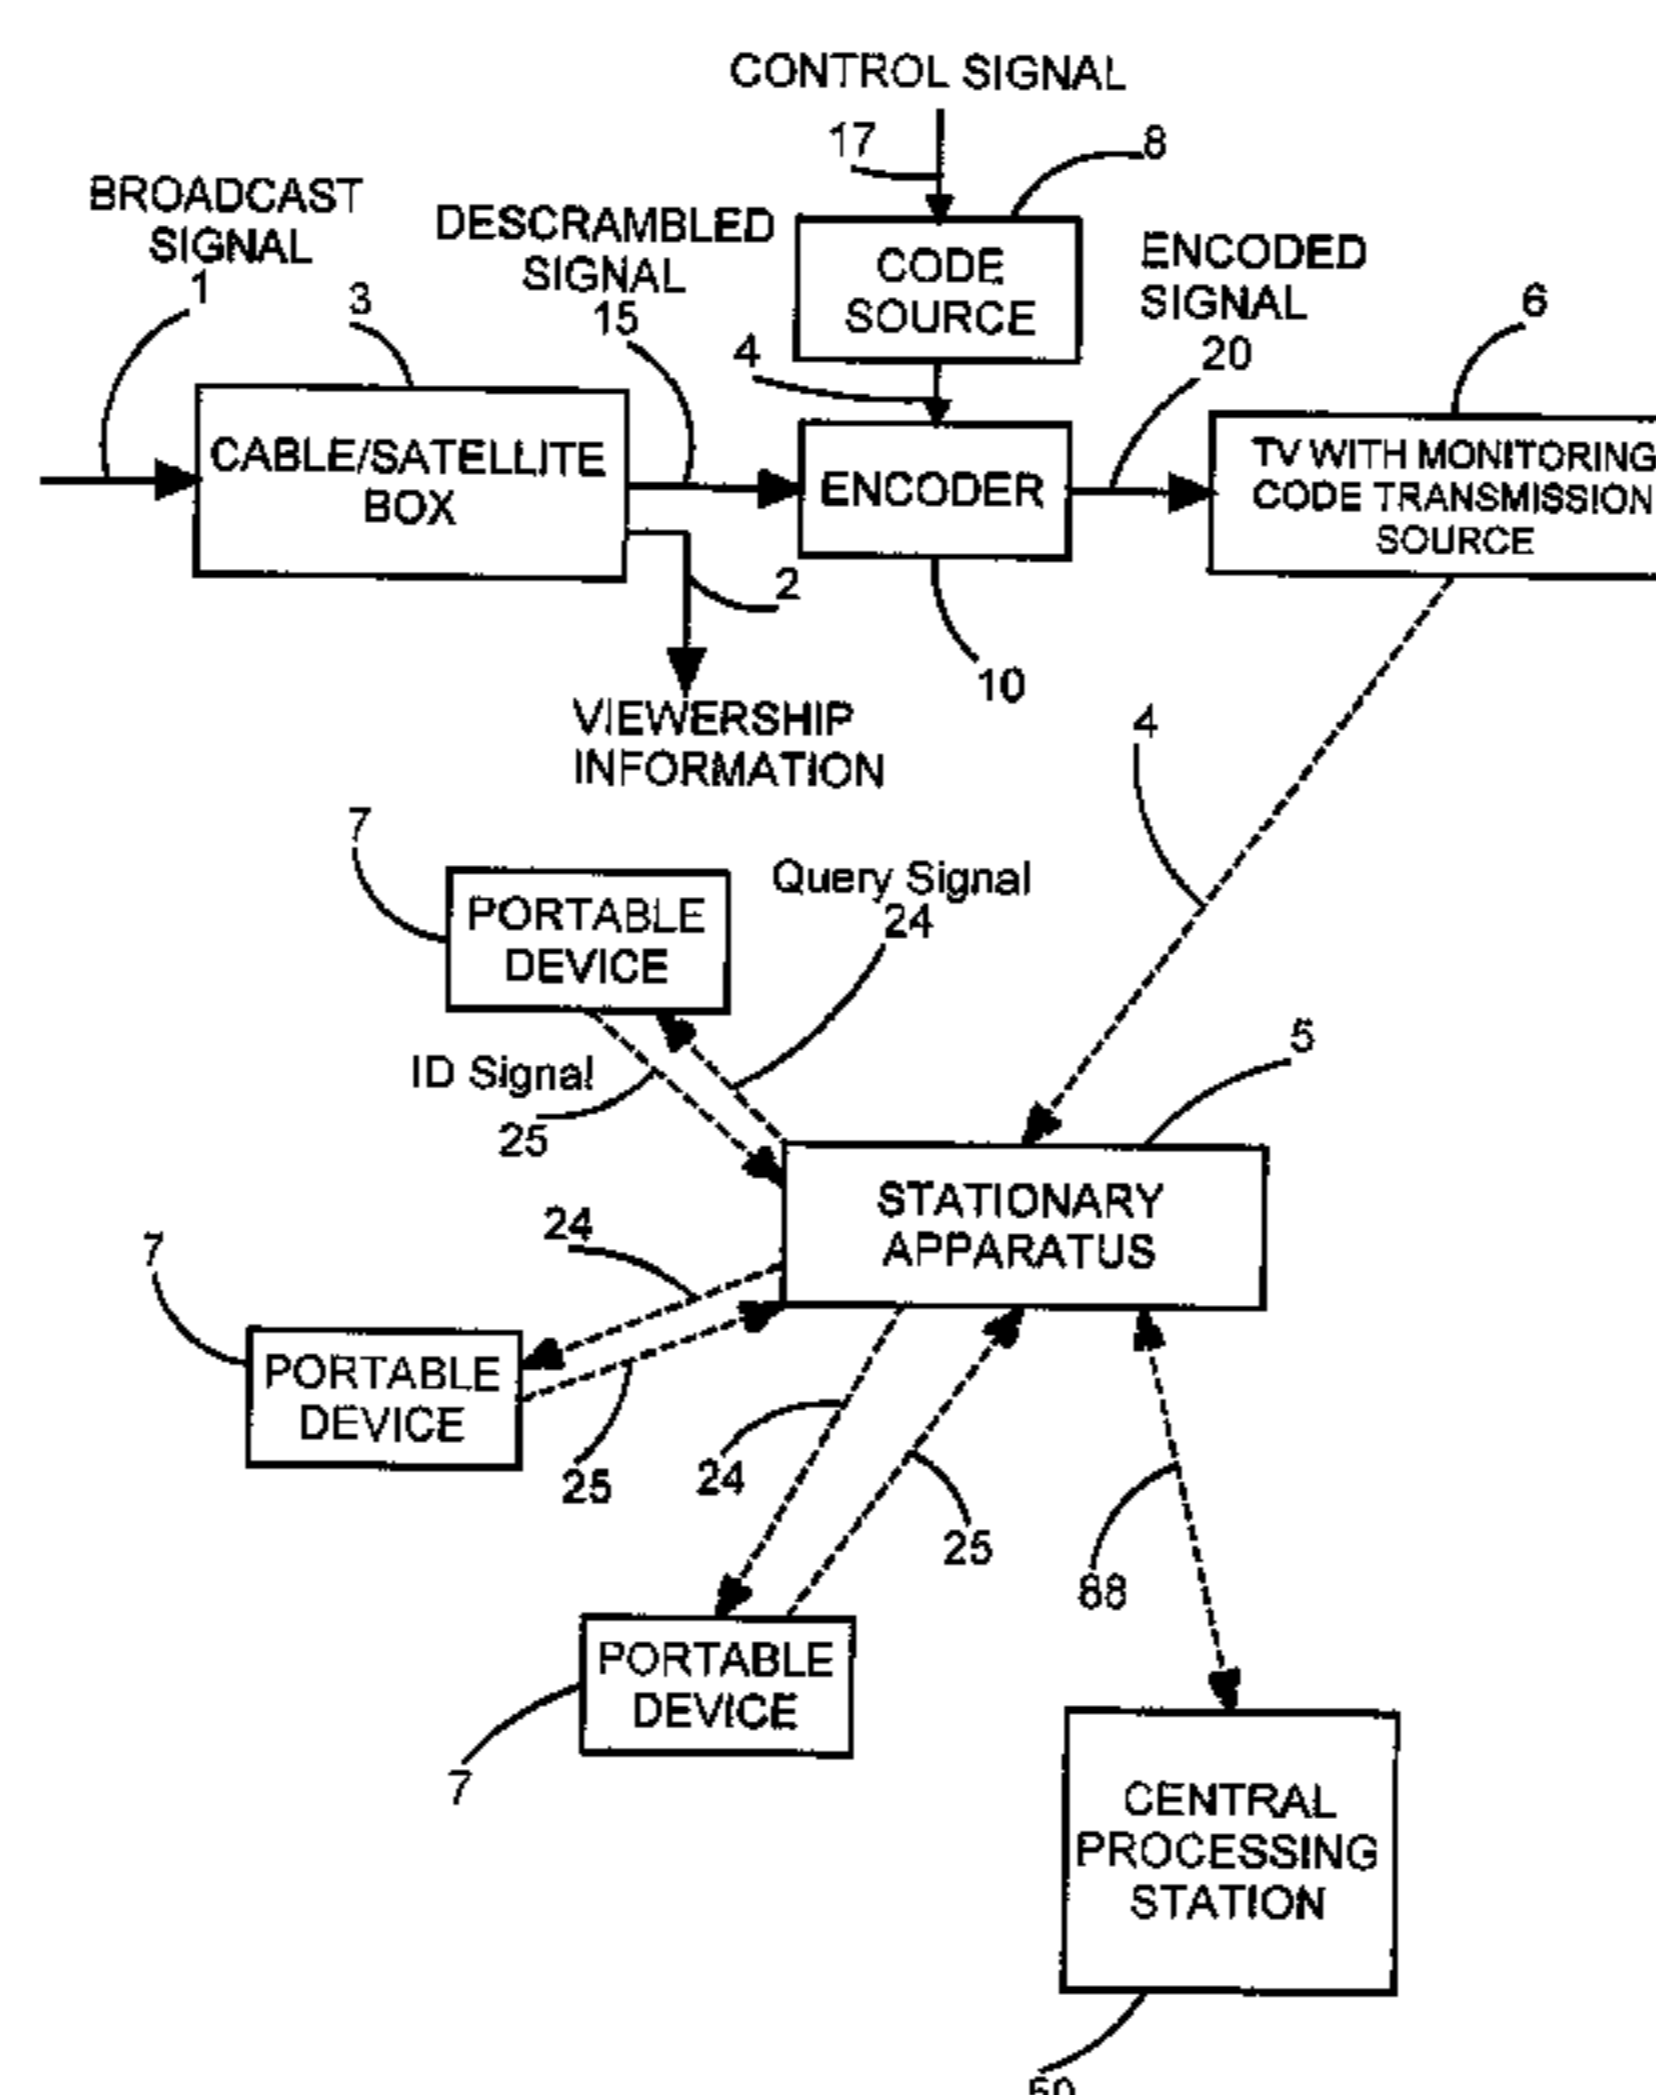 CONTROL SIGNAL
17
8
BROADCAST
SIGNAL
1
3
DESCRAMBLED
SIGNAL
15
CODE
SOURCE
4
ENCODED
SIGNAL
20
6
CABLE/SATELLITE
BOX
ENCODER
TV WITH MONITORING
CODE TRANSMISSION
SOURCE
2
10
VIEWERSHIP
INFORMATION
4
7
PORTABLE
DEVICE
Query Signal
24
ID Signal
25
5
STATIONARY
APPARATUS
24
7
PORTABLE
DEVICE
25
24
25
88
PORTABLE
DEVICE
7
CENTRAL
PROCESSING
STATION